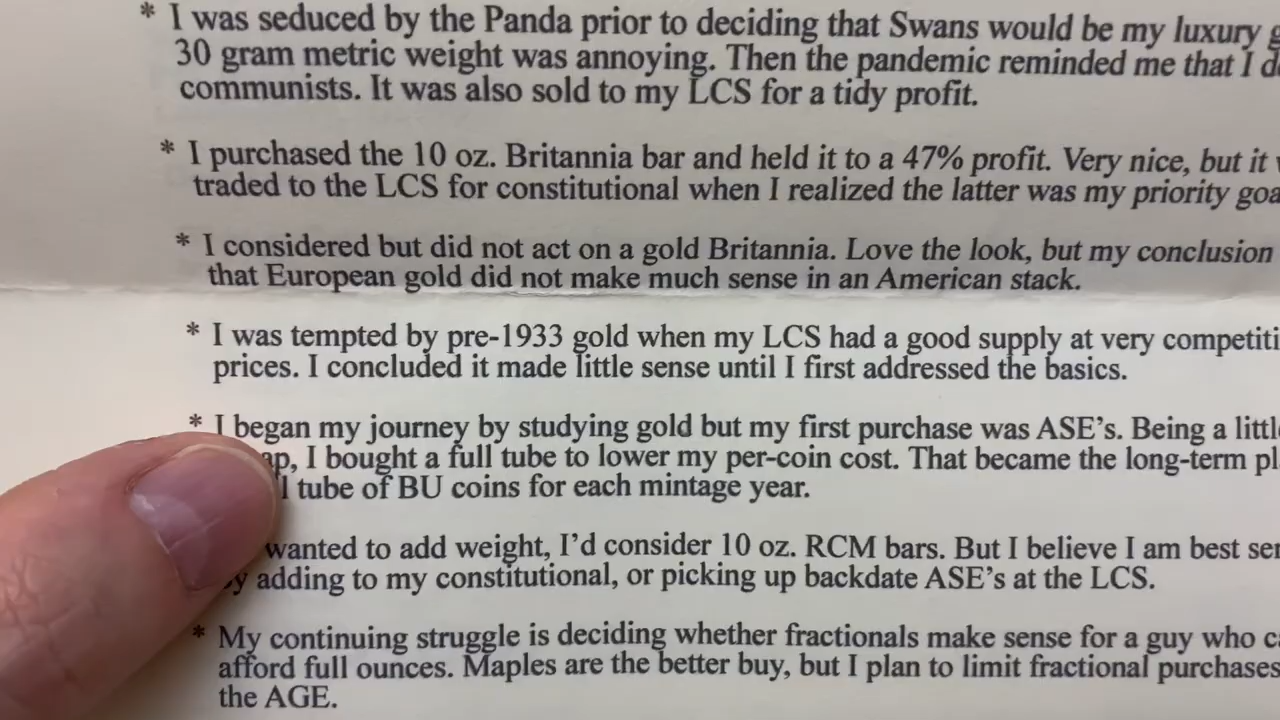 * I was seduced by the Panda prior to deciding that Swans would be my luxury
30 gram metric weight was annoying. Then the pandemic reminded me that I
communists. It was also sold to my LCS for a tidy profit.
* I purchased the 10 oz. Britannia bar and held it to a 47% profit. Very nice, but it
traded to the LCS for constitutional when I realized the latter was my priority
* I considered but did not act on a gold Britannia. Love the look, but my conclusion
that European gold did not make much sense in an American stack.
* I was tempted by pre-1933 gold when my LCS had a good supply at very
prices. I concluded it made little sense until I first addressed the basics.
* I began my journey by studying gold but my first purchase was ASE's. Being a
I bought a full tube to lower my per-coin cost. That became the long-term
tube of BU coins for each mintage year.
wanted to add weight, I'd consider 10 oz. RCM bars. But I believe I am best
by adding to my constitutional, or picking up backdate ASE's at the LCS.
* My continuing struggle is deciding whether fractionals make sense for a guy who
afford full ounces. Maples are the better buy, but I plan to limit fractional purchases
the AGE.